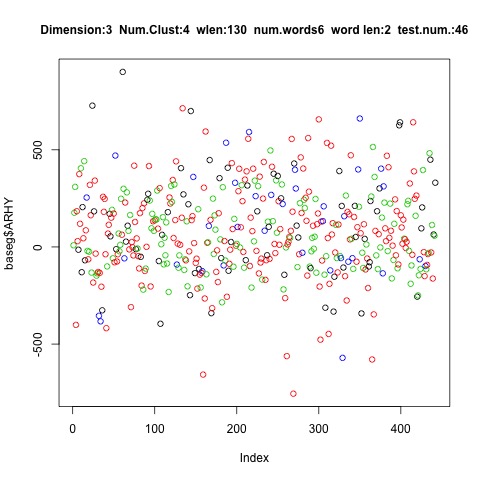 Dimension:3 Num.Clust:4 wlen:130 num.words6 word len:2 test.num.:46
baseg$ARHY
500
0
-500
0 100 200 300 400
Index